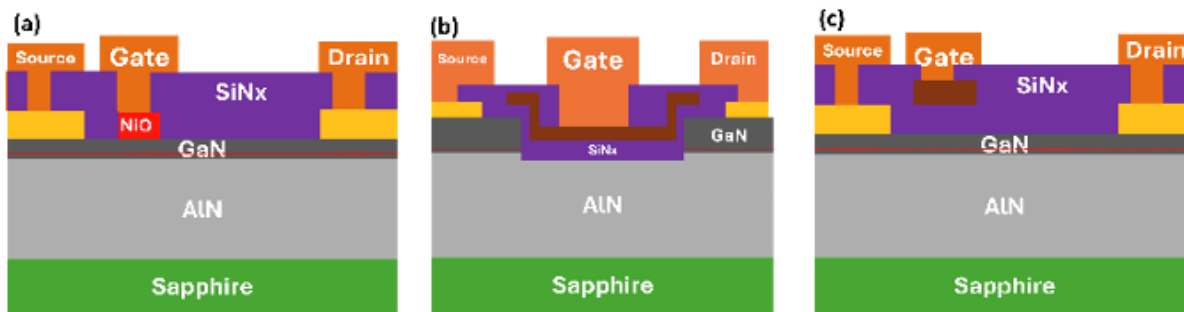 (a)
Source
Gate
Drain
SiNx
NiO
GaN
AlN
Sapphire
(b)
Source
Gate
Drain
GaN
SiNx
AlN
Sapphire
(c)
Source
Gate
Drain
SiNx
GaN
AlN
Sapphire